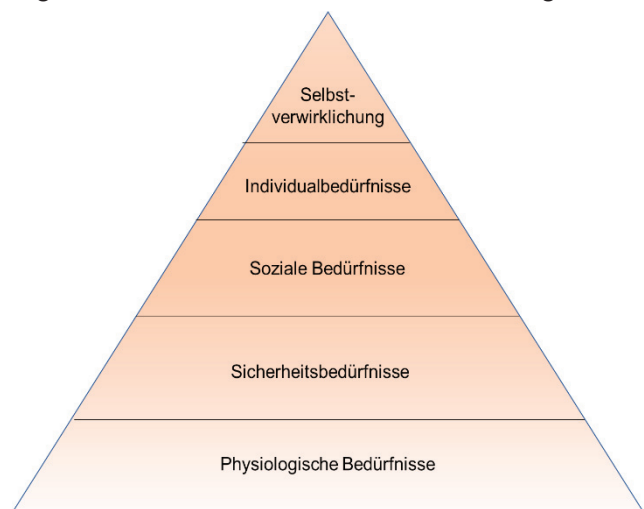 Selbst-
verwirklichung
Individualbedürfnisse
Soziale Bedürfnisse
Sicherheitsbedürfnisse
Physiologische Bedürfnisse